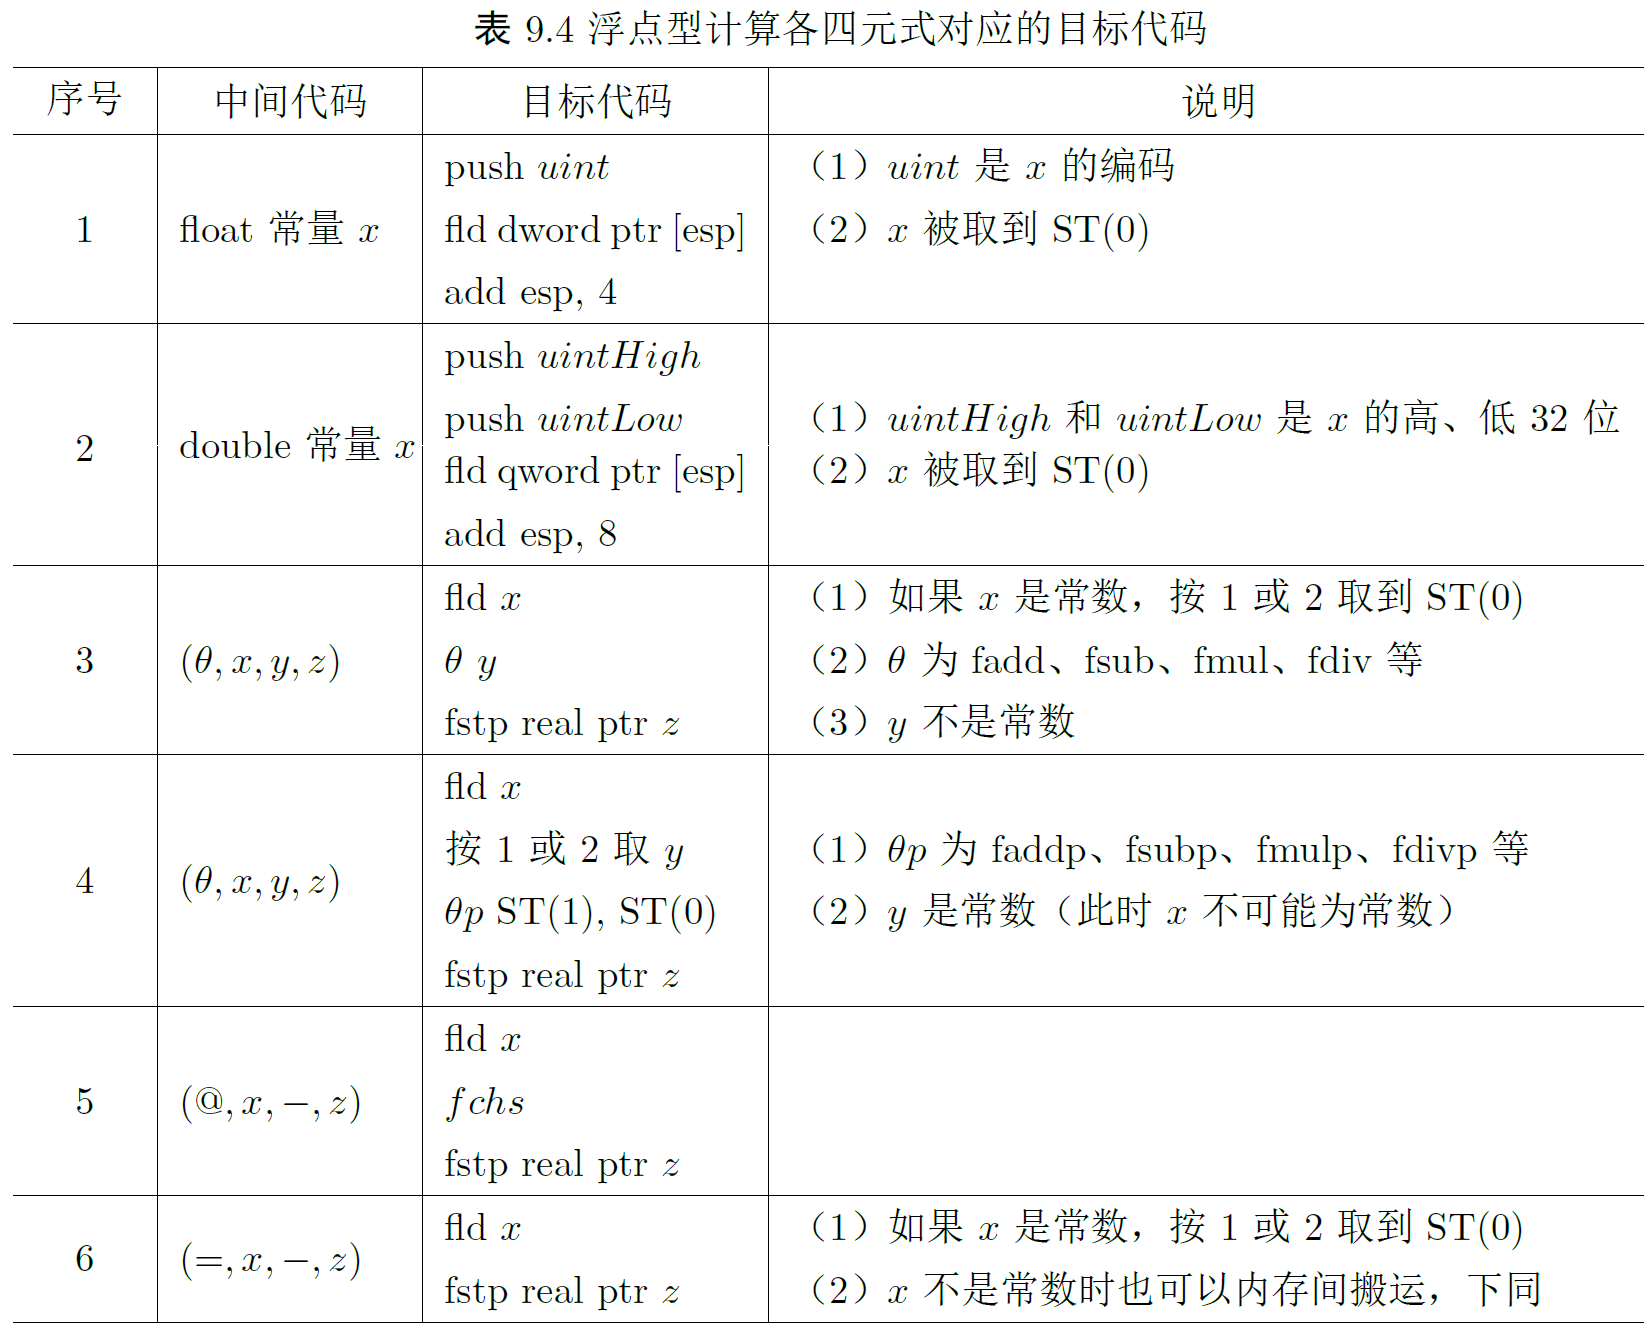 表 9.4 浮点型计算各四元式对应的目标代码
序号 中间代码 目标代码 说明
1 float 常量 x
push uint
fld dword ptr [esp]
add esp, 4
（1）uint 是 x 的编码
（2）x 被取到 ST(0)
2 double 常量 x
push uintHigh
push uintLow
fld qword ptr [esp]
add esp, 8
（1）uintHigh 和 uintLow 是 x 的高、低 32 位
（2）x 被取到 ST(0)
3 (θ, x, y, z)
fld x
θ y
fstp real ptr z
（1）如果 x 是常数，按 1 或 2 取到 ST(0)
（2）θ 为 fadd、fsub、fmul、fdiv 等
（3）y 不是常数
4 (θ, x, y, z)
fld x
按 1 或 2 取 y
θp ST(1), ST(0)
fstp real ptr z
（1）θp 为 faddp、fsubp、fmulp、fdivp 等
（2）y 是常数（此时 x 不可能为常数）
5 (@, x, −, z)
fld x
fchs
fstp real ptr z
6 (=, x, −, z)
fld x
fstp real ptr z
（1）如果 x 是常数，按 1 或 2 取到 ST(0)
（2）x 不是常数时也可以内存间搬运，下同